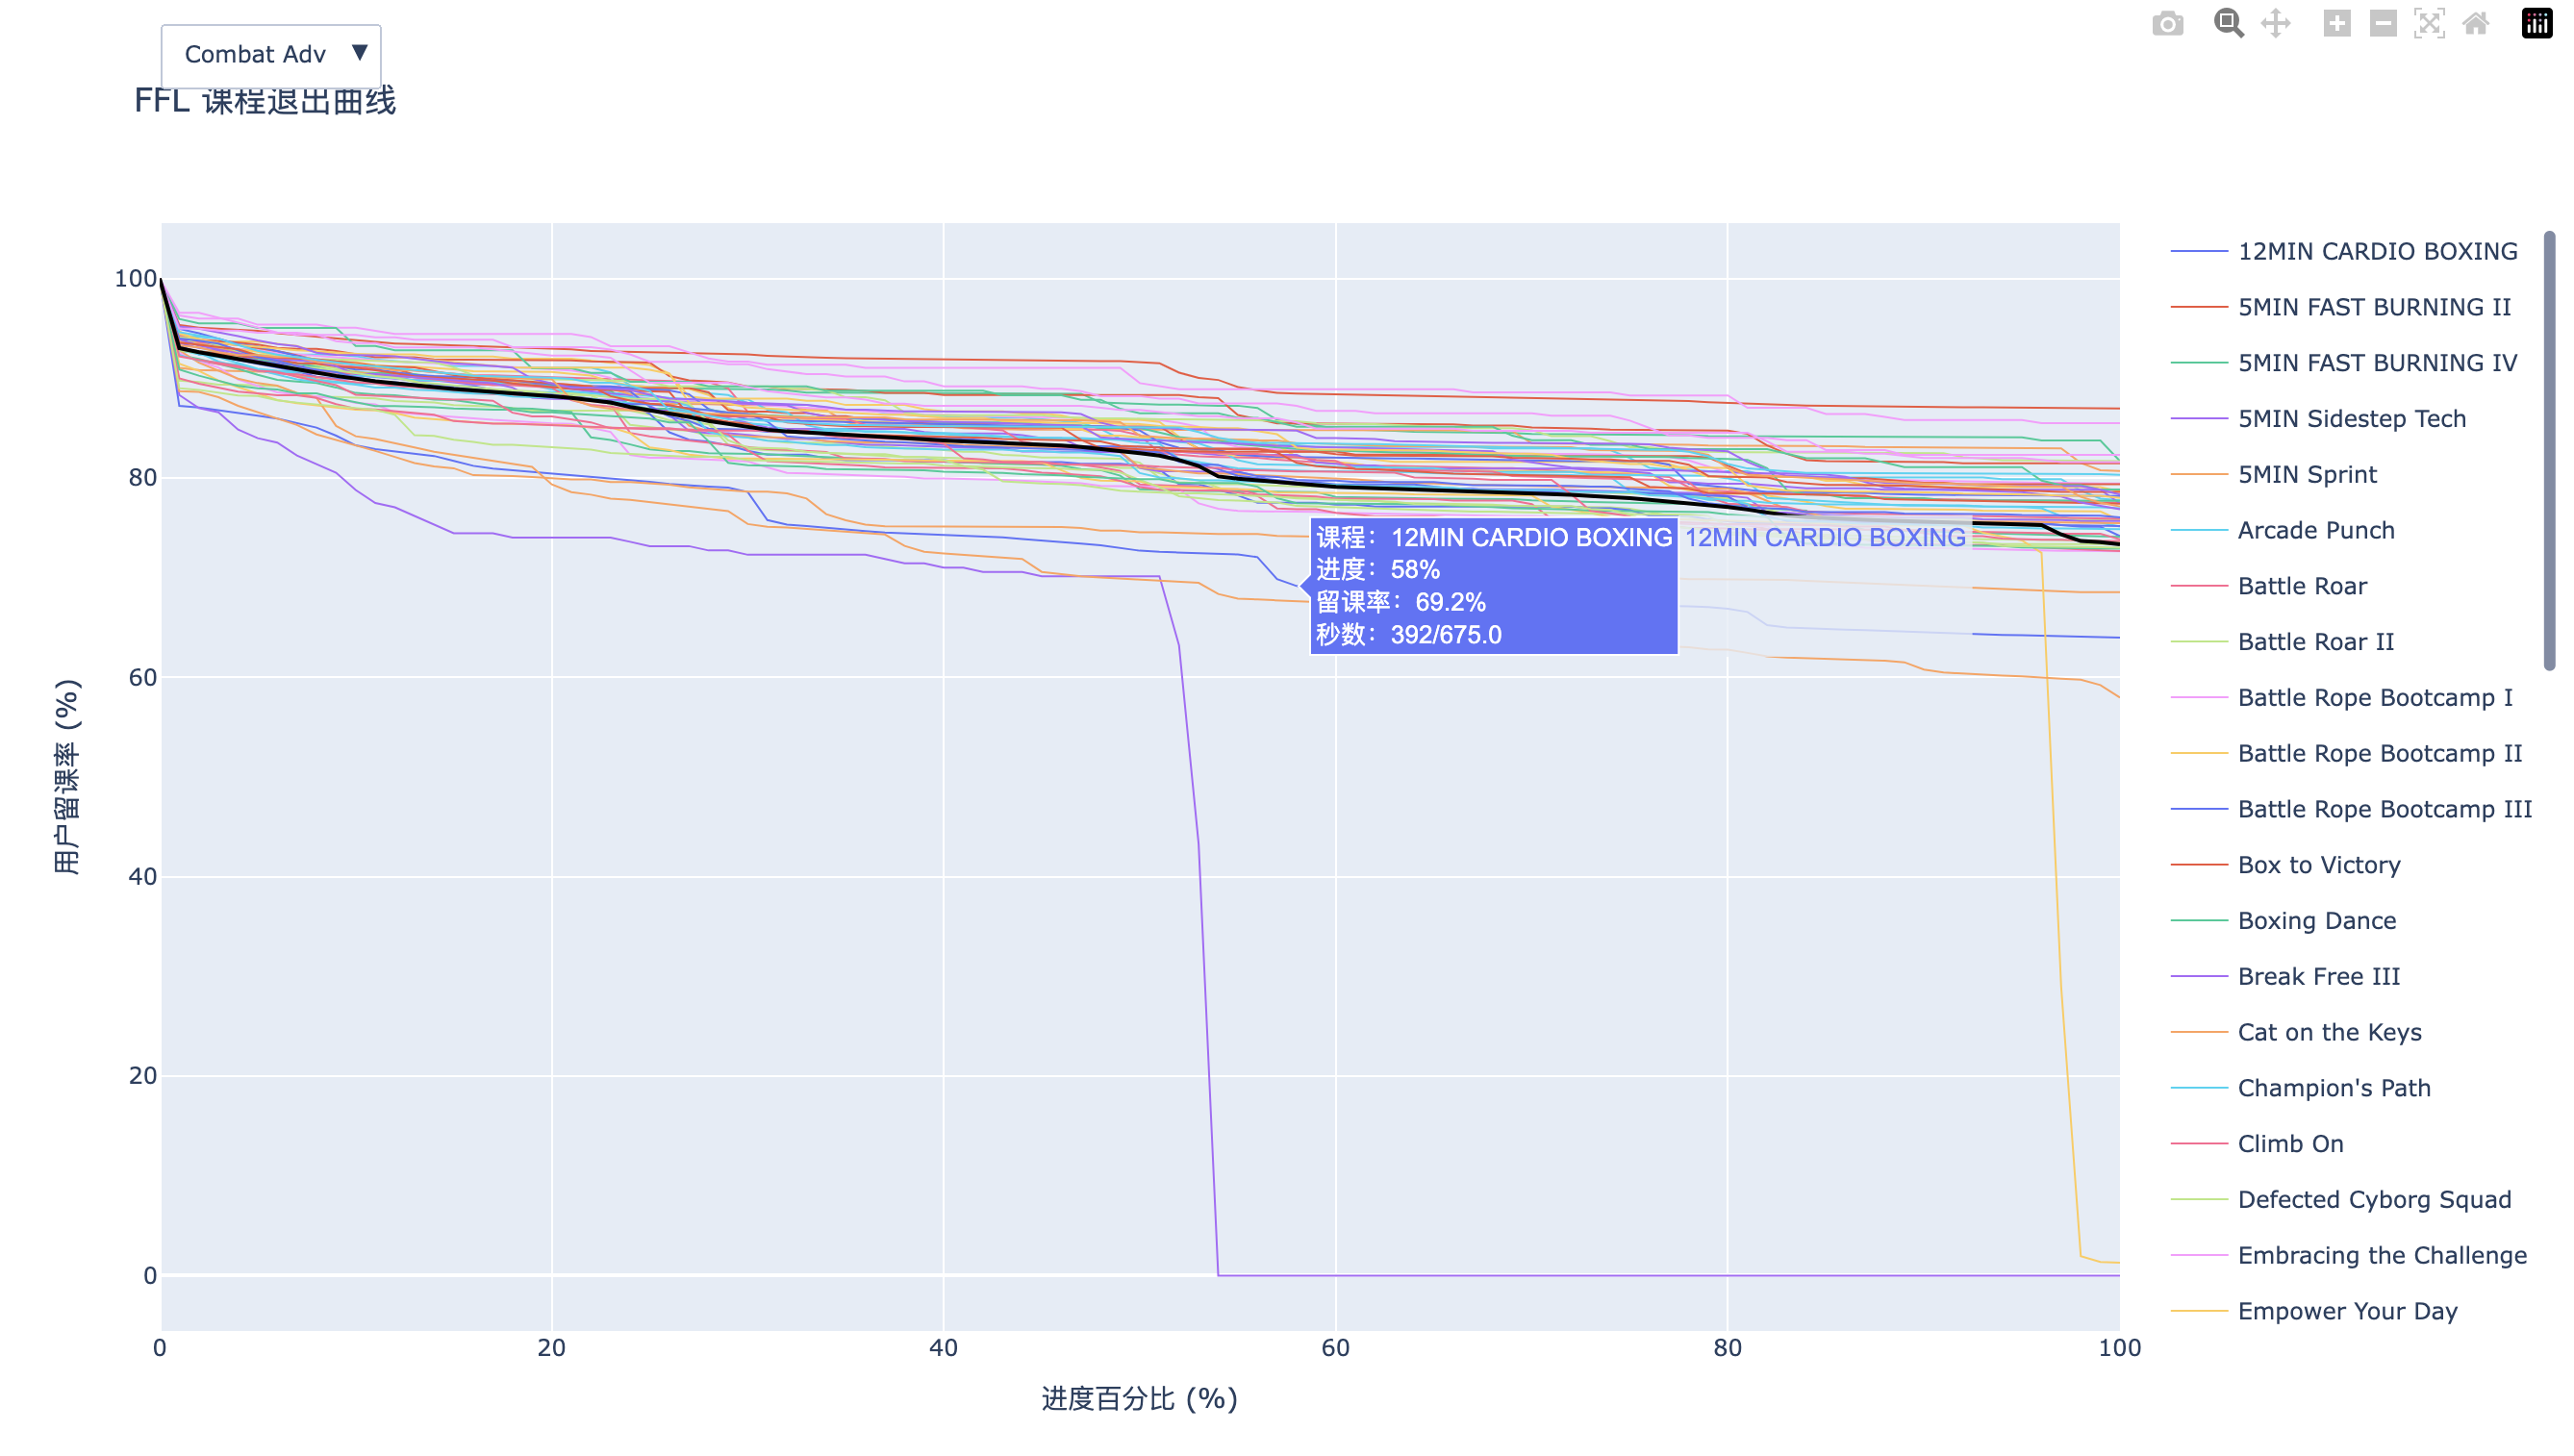 Combat Adv ▼
FFL 课程退出曲线
用户留课率 (%)
100
80
60
40
20
0
0
20
40
60
80
100
进度百分比 (%)
课程：12MIN CARDIO BOXING
进度：58%
留课率：69.2%
秒数：392/675.0
12MIN CARDIO BOXING
12MIN CARDIO BOXING
5MIN FAST BURNING II
5MIN FAST BURNING IV
5MIN Sidestep Tech
5MIN Sprint
Arcade Punch
Battle Roar
Battle Roar II
Battle Rope Bootcamp I
Battle Rope Bootcamp II
Battle Rope Bootcamp III
Box to Victory
Boxing Dance
Break Free III
Cat on the Keys
Champion's Path
Climb On
Defected Cyborg Squad
Embracing the Challenge
Empower Your Day